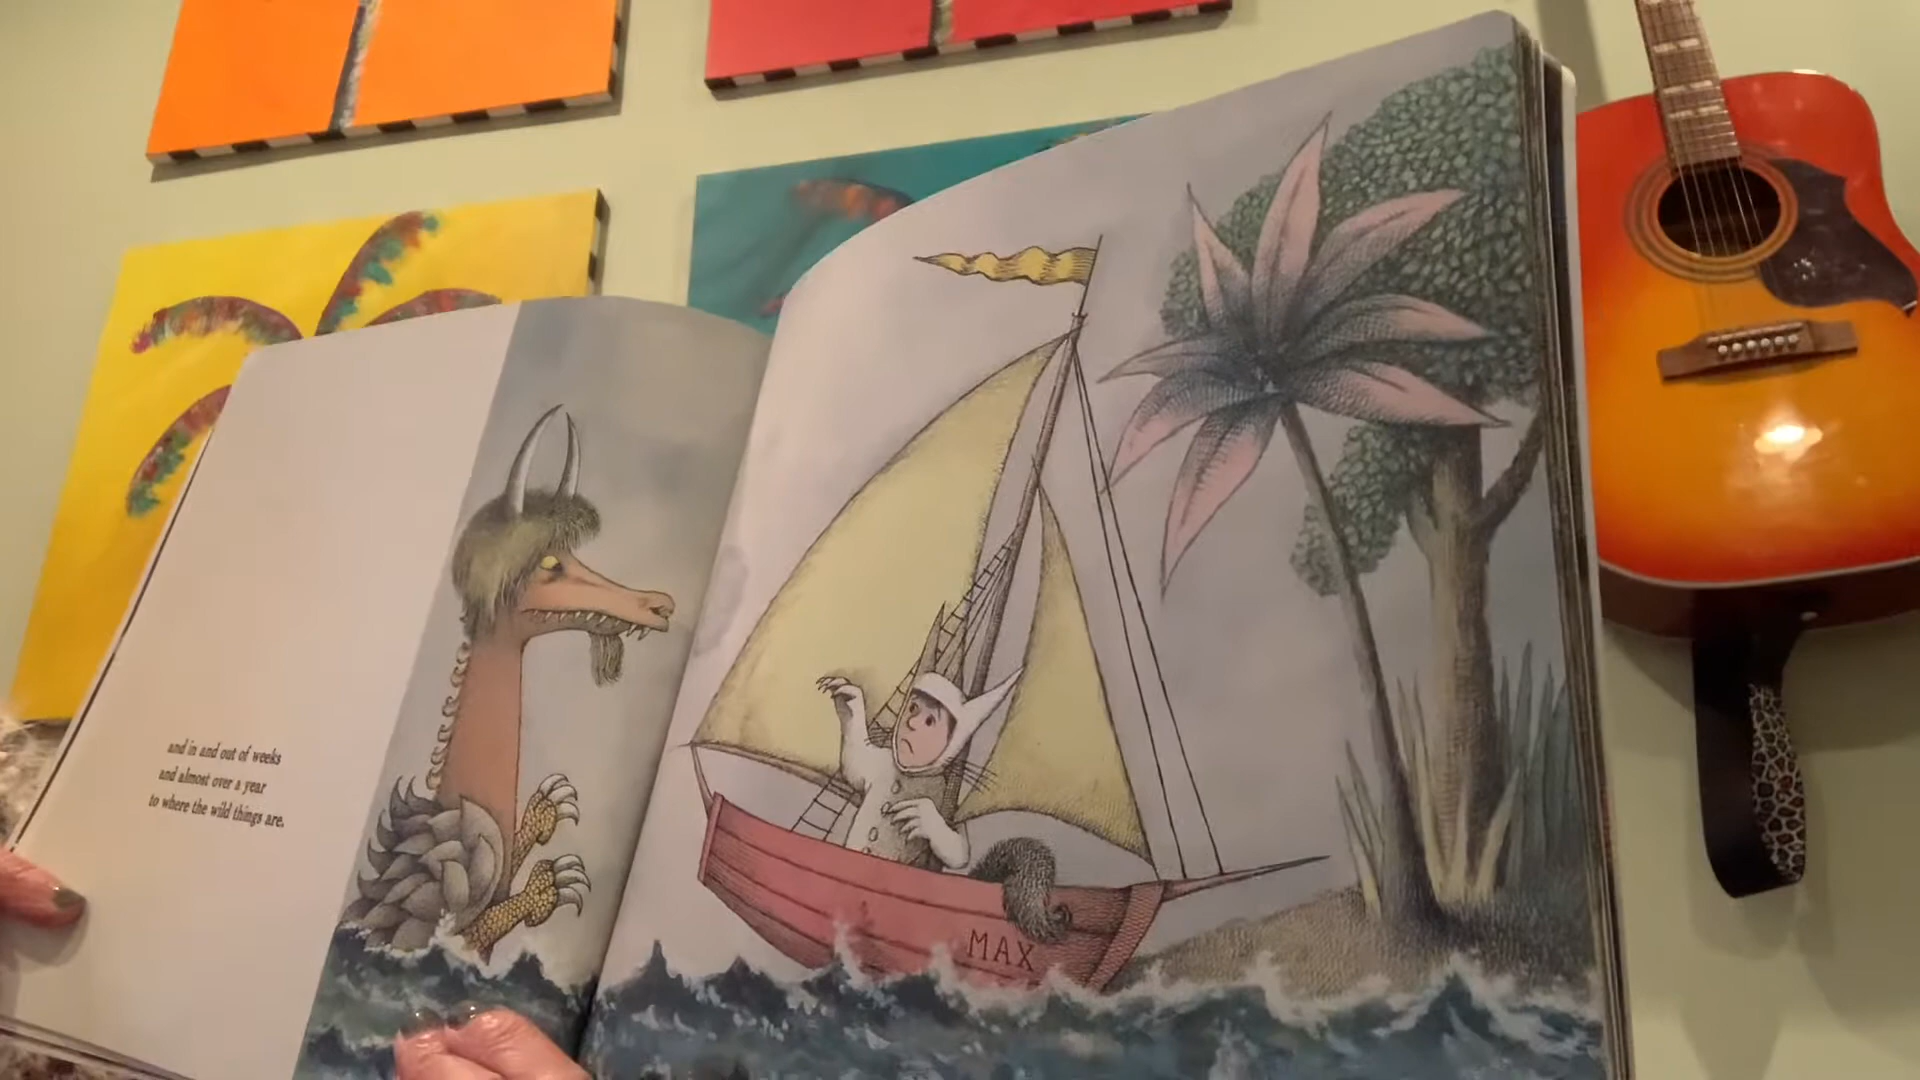 and in and out of weeks
and almost over a year
to where the wild things are.
MAX